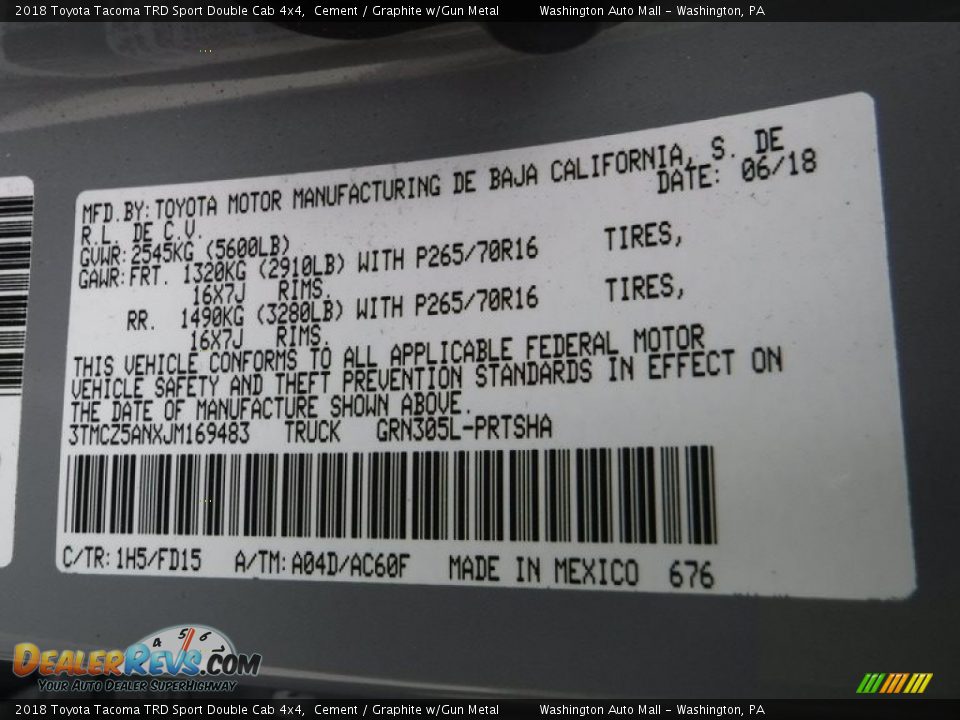 2018 Toyota Tacoma TRD Sport Double Cab 4x4, Cement / Graphite w/Gun Metal Washington Auto Mall - Washington, PA
MFD.BY:TOYOTA MOTOR MANUFACTURING DE BAJA CALIFORNIA, S. DE
R.L. DE C.V. DATE: 06/18
GVWR:2545KG (5600LB)
GAWR:FRT. 1320KG (2910LB) WITH P265/70R16 TIRES,
16X7J RIMS.
RR. 1490KG (3280LB) WITH P265/70R16 TIRES,
16X7J RIMS.
THIS VEHICLE CONFORMS TO ALL APPLICABLE FEDERAL MOTOR
VEHICLE SAFETY AND THEFT PREVENTION STANDARDS IN EFFECT ON
THE DATE OF MANUFACTURE SHOWN ABOVE.
3TMCZ5ANXJM169483 TRUCK GRN305L-PRTSHA
C/TR:1H5/FD15 A/TM:A04D/AC60F MADE IN MEXICO 676
4 5 6 7
DealerRevs.com
Your Auto Dealer SuperHighway
2018 Toyota Tacoma TRD Sport Double Cab 4x4, Cement / Graphite w/Gun Metal Washington Auto Mall - Washington, PA